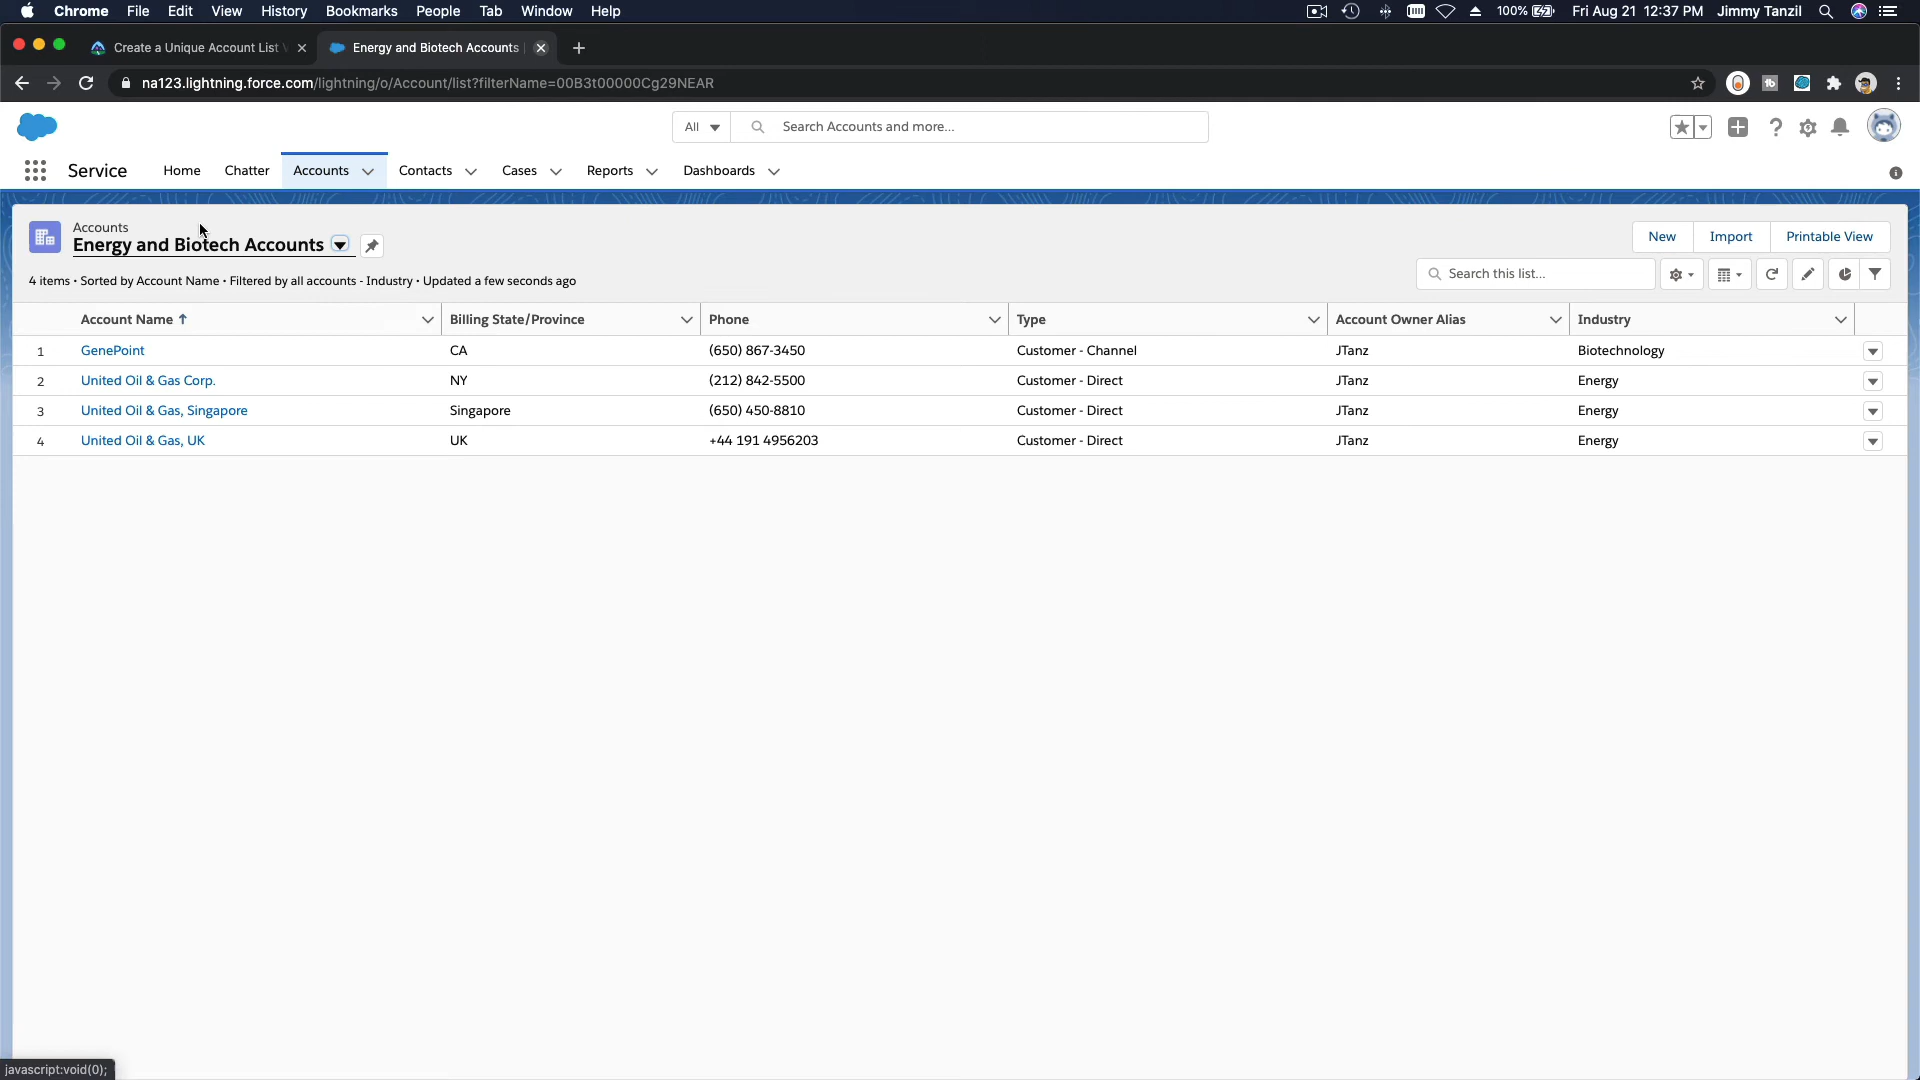 Chrome File Edit View History Bookmarks People Tab Window Help 100% Fri Aug 21 12:37 PM Jimmy Tanzil
Create a Unique Account List Energy and Biotech Accounts
na123.lightning.force.com/lightning/o/Account/list?filterName=00B3t00000Cg29NEAR
All Search Accounts and more...
Service Home Chatter Accounts Contacts Cases Reports Dashboards
Accounts
Energy and Biotech Accounts
New Import Printable View
4 items • Sorted by Account Name • Filtered by all accounts - Industry • Updated a few seconds ago
Search this list...
Account Name ↑ Billing State/Province Phone Type Account Owner Alias Industry
1 GenePoint CA (650) 867-3450 Customer - Channel JTanz Biotechnology
2 United Oil & Gas Corp. NY (212) 842-5500 Customer - Direct JTanz Energy
3 United Oil & Gas, Singapore Singapore (650) 450-8810 Customer - Direct JTanz Energy
4 United Oil & Gas, UK UK +44 191 4956203 Customer - Direct JTanz Energy
javascript:void(0);